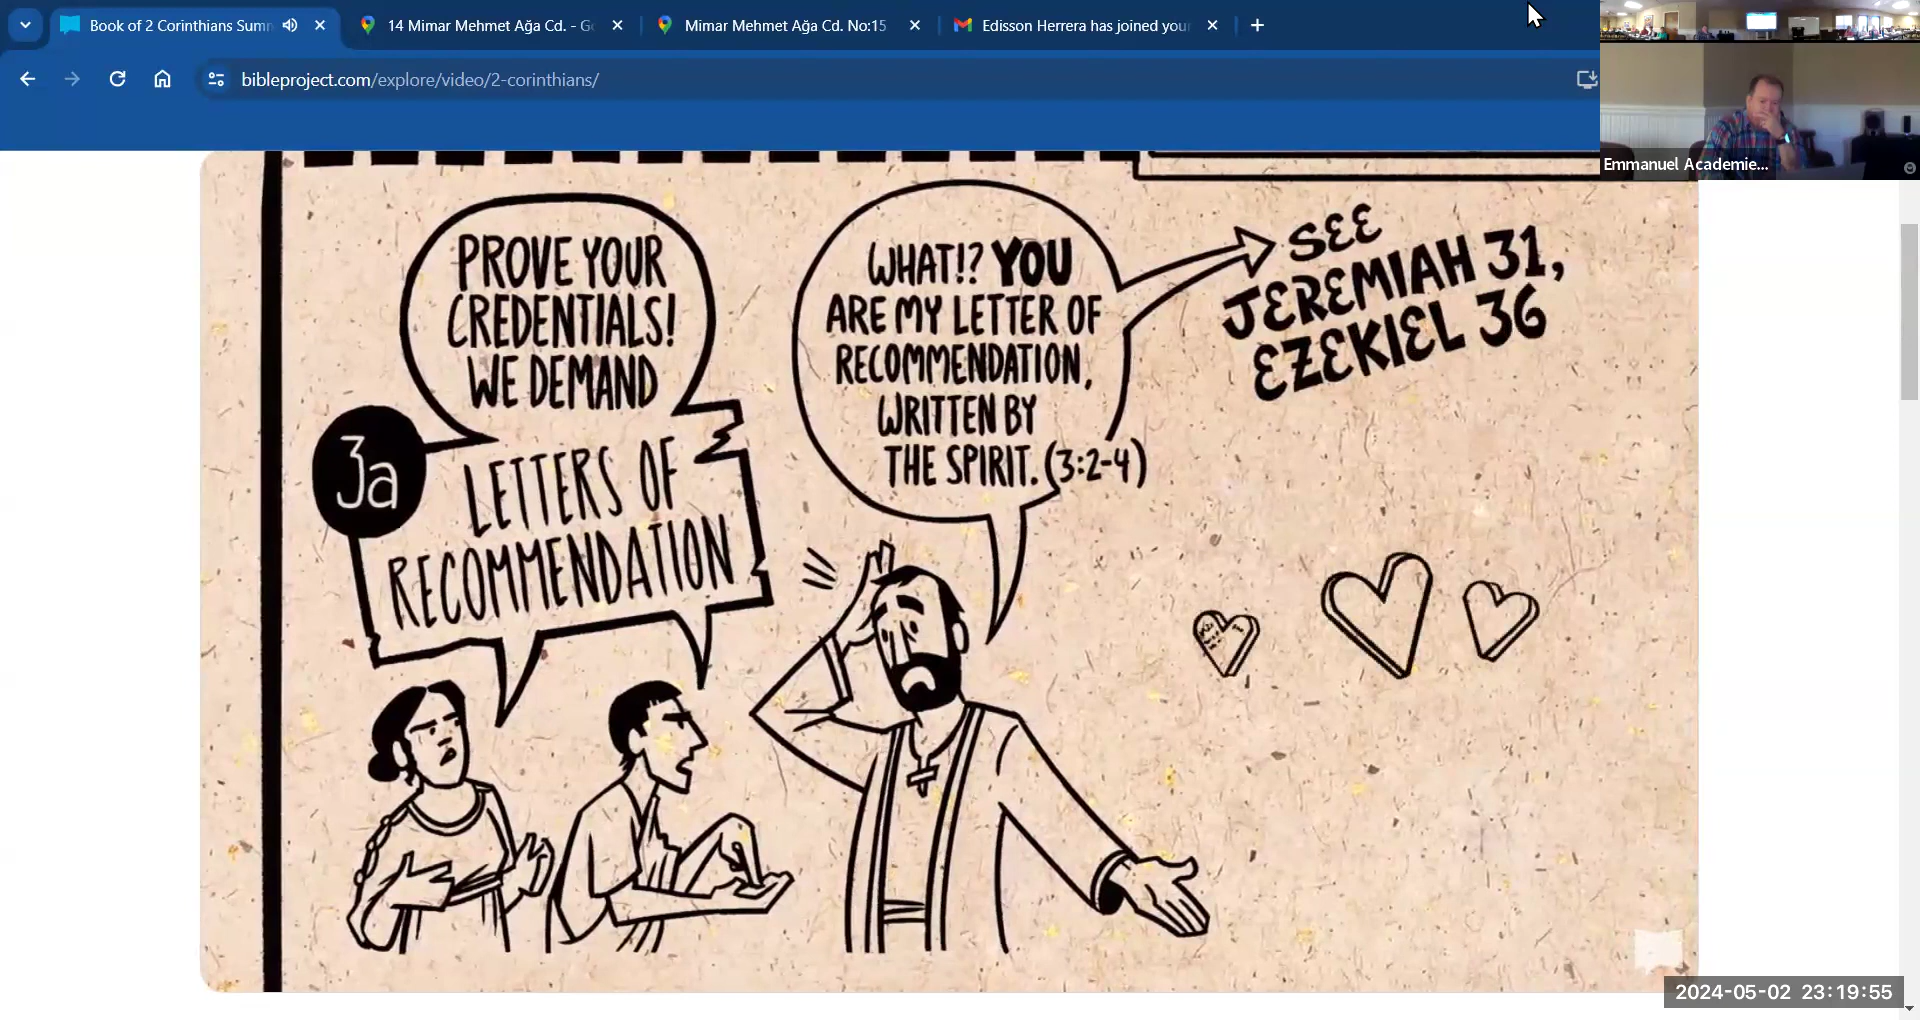 Book of 2 Corinthians Sum
14 Mimar Mehmet Ağa Cd. - G
Mimar Mehmet Ağa Cd. No:15
Edisson Herrera has joined your
bibleproject.com/explore/video/2-corinthians/
Emmanuel Academie...
PROVE YOUR
CREDENTIALS!
WE DEMAND
3a
LETTERS OF
RECOMMENDATION
WHAT!? YOU
ARE MY LETTER OF
RECOMMENDATION,
WRITTEN BY
THE SPIRIT. (3:2-4)
SEE
JEREMIAH 31,
EZEKIEL 36
2024-05-02 23:19:55